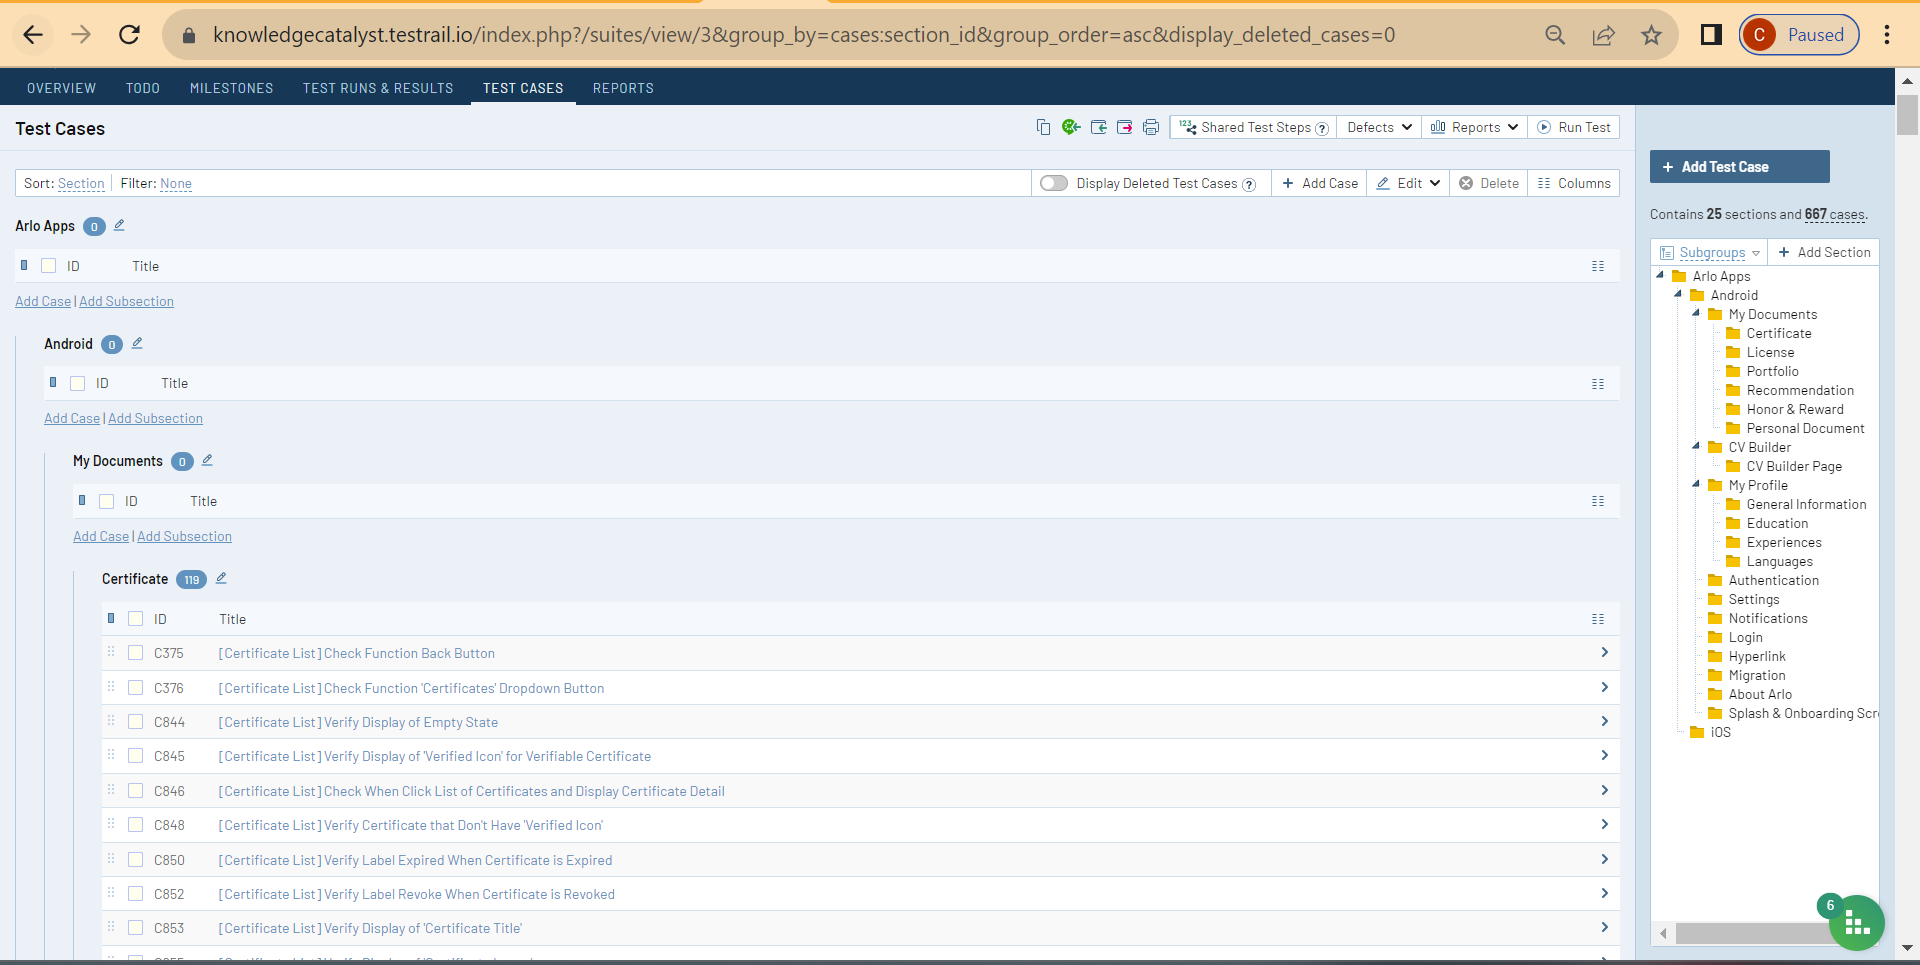 knowledgecatalyst.testrail.io/index.php?/suites/view/3&group_by=cases:section_id&group_order=asc&display_deleted_cases=0
C Paused
OVERVIEW TODO MILESTONES TEST RUNS & RESULTS TEST CASES REPORTS
Test Cases
123 Shared Test Steps ? Defects Reports Run Test
Sort: Section Filter: None
Display Deleted Test Cases ? + Add Case Edit Delete Columns
Arlo Apps 0
ID Title
Add Case | Add Subsection
Android 0
ID Title
Add Case | Add Subsection
My Documents 0
ID Title
Add Case | Add Subsection
Certificate 119
ID Title
C375 [Certificate List] Check Function Back Button
C376 [Certificate List] Check Function 'Certificates' Dropdown Button
C844 [Certificate List] Verify Display of Empty State
C845 [Certificate List] Verify Display of 'Verified Icon' for Verifiable Certificate
C846 [Certificate List] Check When Click List of Certificates and Display Certificate Detail
C848 [Certificate List] Verify Certificate that Don't Have 'Verified Icon'
C850 [Certificate List] Verify Label Expired When Certificate is Expired
C852 [Certificate List] Verify Label Revoke When Certificate is Revoked
C853 [Certificate List] Verify Display of 'Certificate Title'
+ Add Test Case
Contains 25 sections and 667 cases.
Subgroups + Add Section
Arlo Apps
Android
My Documents
Certificate
License
Portfolio
Recommendation
Honor & Reward
Personal Document
CV Builder
CV Builder Page
My Profile
General Information
Education
Experiences
Languages
Authentication
Settings
Notifications
Login
Hyperlink
Migration
About Arlo
Splash & Onboarding Scr
iOS
6